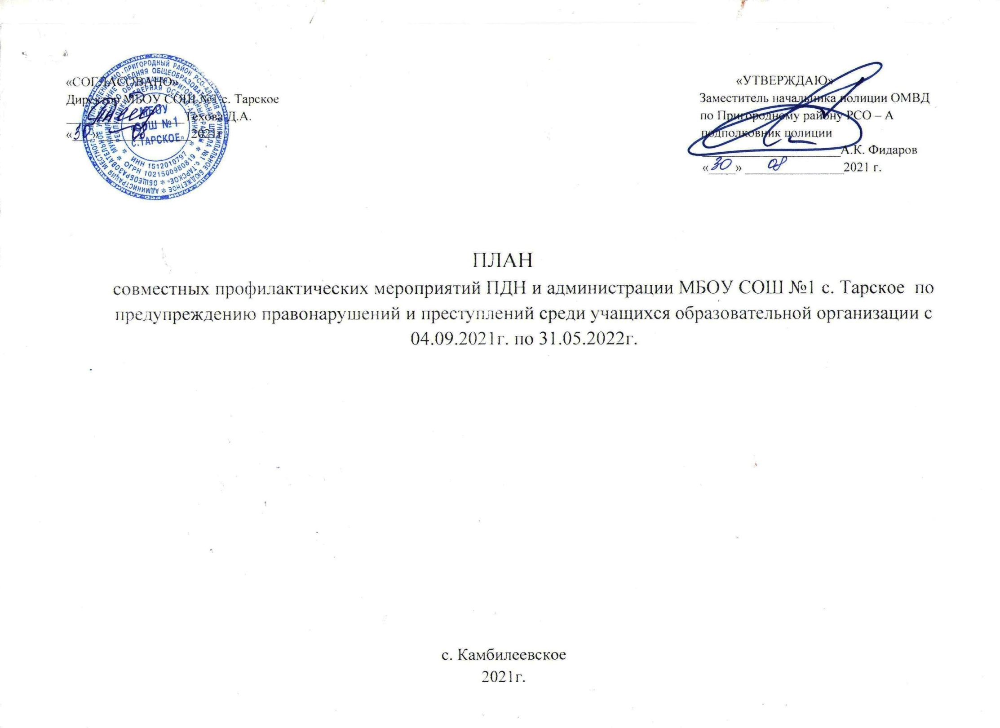 «СОГЛАСОВАНО»
Директор МБОУ СОШ №1 с. Тарское
Техова Д.А.
«30» 08 2021г.
МБОУ
СОШ №1
с.ТАРСКОЕ»
ИНН 1512010797
ОГРН 1021500980819
«УТВЕРЖДАЮ»
Заместитель начальника полиции ОМВД
по Пригородному району РСО – А
подполковник полиции
А.К. Фидаров
«30» 08 2021 г.
ПЛАН
совместных профилактических мероприятий ПДН и администрации МБОУ СОШ №1 с. Тарское по
предупреждению правонарушений и преступлений среди учащихся образовательной организации с
04.09.2021г. по 31.05.2022г.
с. Камбилеевское
2021г.